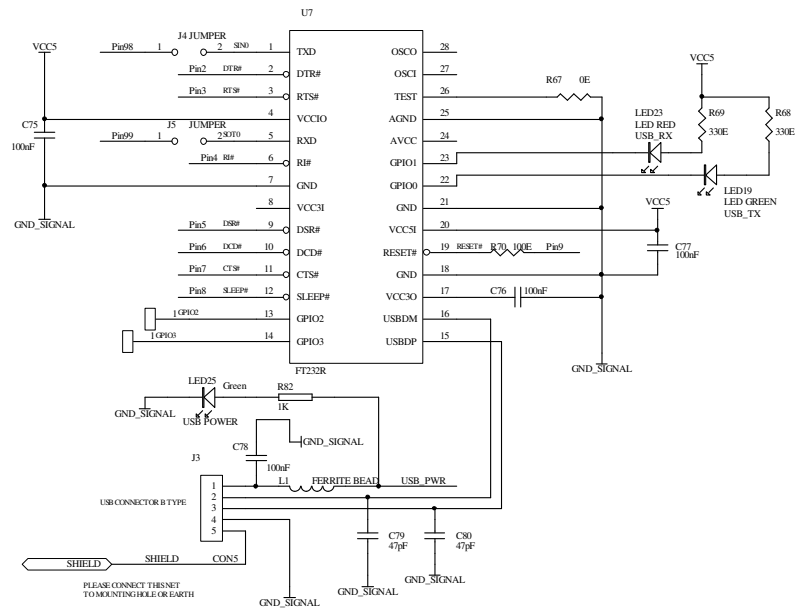 U7
J4 JUMPER
Pin98 1 2 SIN0 1 TXD OSCO 28
Pin2 DTR# 2 DTR# OSCI 27
Pin3 RTS# 3 RTS# TEST 26 R67 0E
4 VCCIO AGND 25
J5 JUMPER
Pin99 1 2 SOT0 5 RXD AVCC 24
Pin4 RI# 6 RI# GPIO1 23
7 GND GPIO0 22
8 VCC3I GND 21
Pin5 DSR# 9 DSR# VCC5I 20
Pin6 DCD# 10 DCD# RESET# 19 RESET# R70 100E Pin9
Pin7 CTS# 11 CTS# GND 18
Pin8 SLEEP# 12 SLEEP# VCC3O 17 C76 100nF
1 GPIO2 13 GPIO2 USBDM 16
1 GPIO3 14 GPIO3 USBDP 15
FT232R
VCC5
C75
100nF
GND_SIGNAL
VCC5
LED23
LED RED
USB_RX
R69
330E
R68
330E
LED19
LED GREEN
USB_TX
VCC5
C77
100nF
GND_SIGNAL
LED25
Green
R82
1K
GND_SIGNAL
USB POWER
C78
100nF
GND_SIGNAL
J3
L1 FERRITE BEAD USB_PWR
USB CONNECTOR B TYPE
1
2
3
4
5
C79
47pF
C80
47pF
GND_SIGNAL
GND_SIGNAL
GND_SIGNAL
SHIELD SHIELD CON5
PLEASE CONNECT THIS NET
TO MOUNTING HOLE OR EARTH